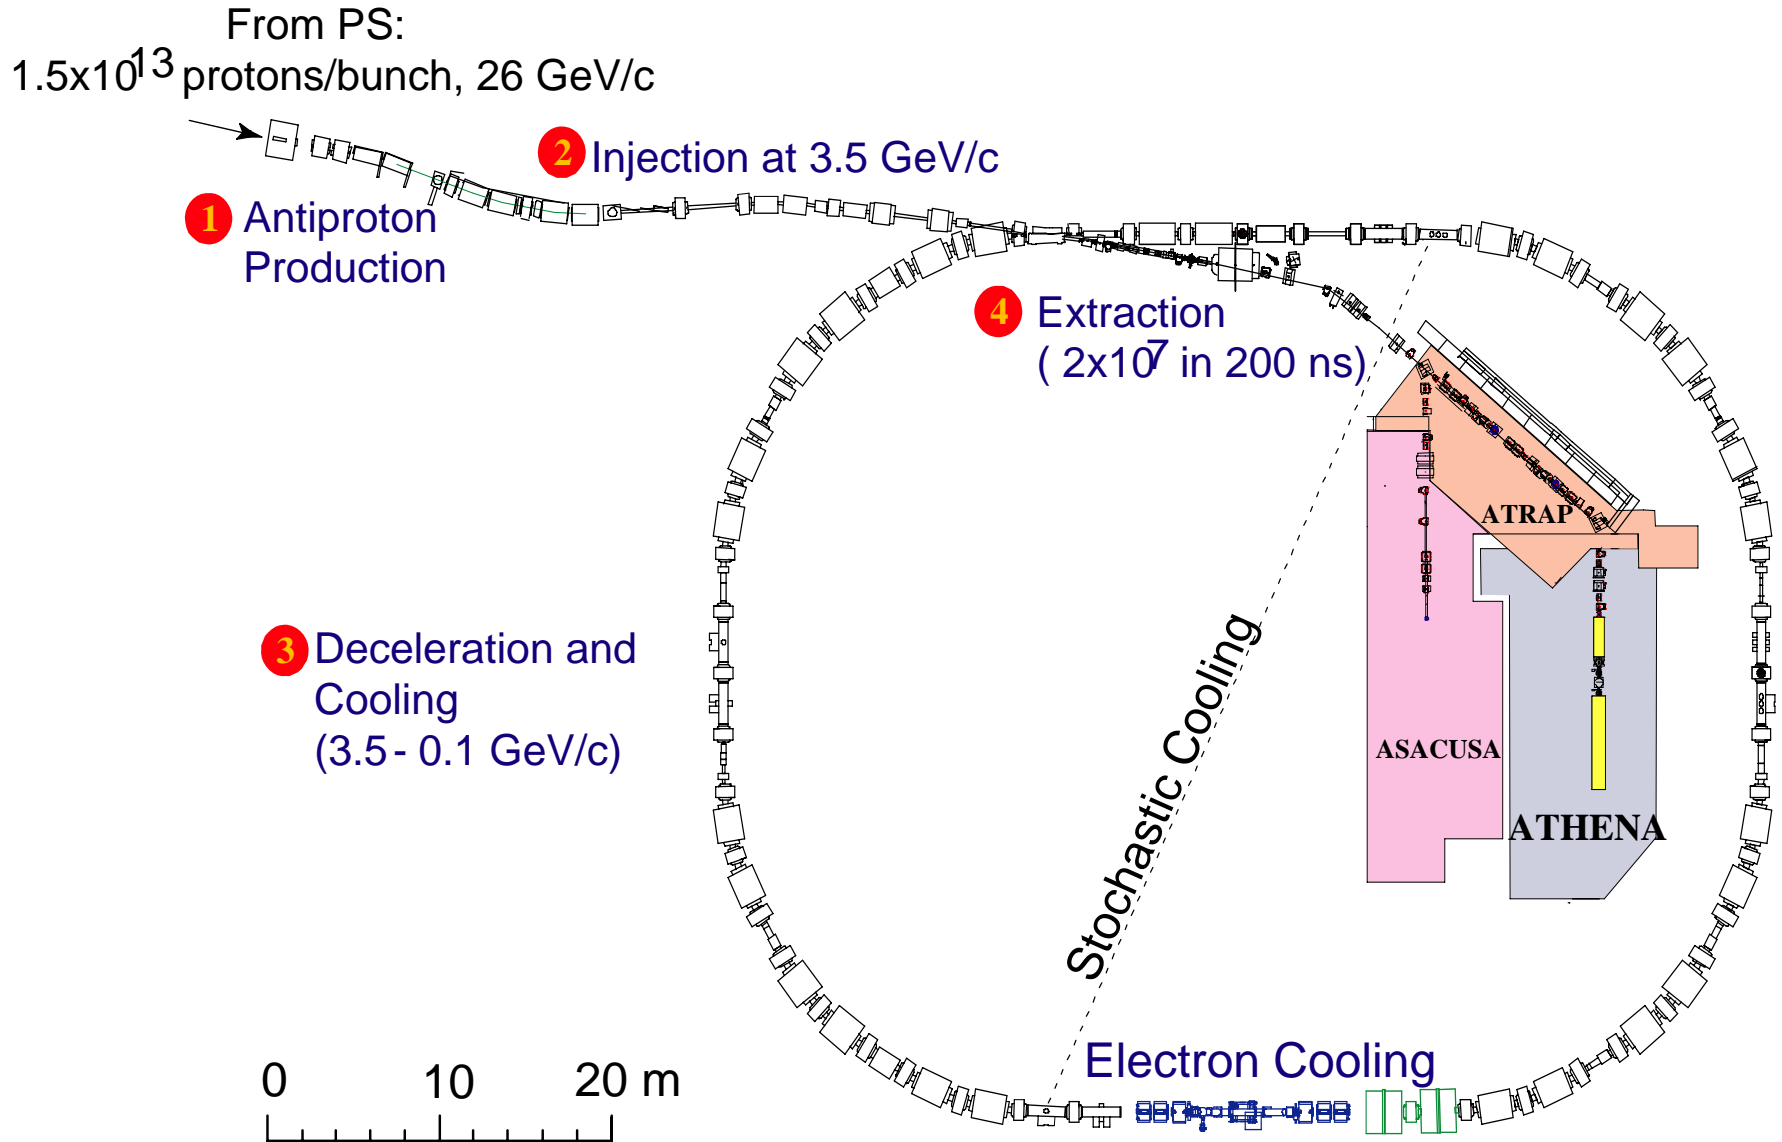 From PS:
1.5x10^13 protons/bunch, 26 GeV/c
2 Injection at 3.5 GeV/c
1 Antiproton
Production
4 Extraction
( 2x10^7 in 200 ns)
ATRAP
3 Deceleration and
Cooling
(3.5 - 0.1 GeV/c)
Stochastic Cooling
ASACUSA
ATHENA
Electron Cooling
0 10 20 m